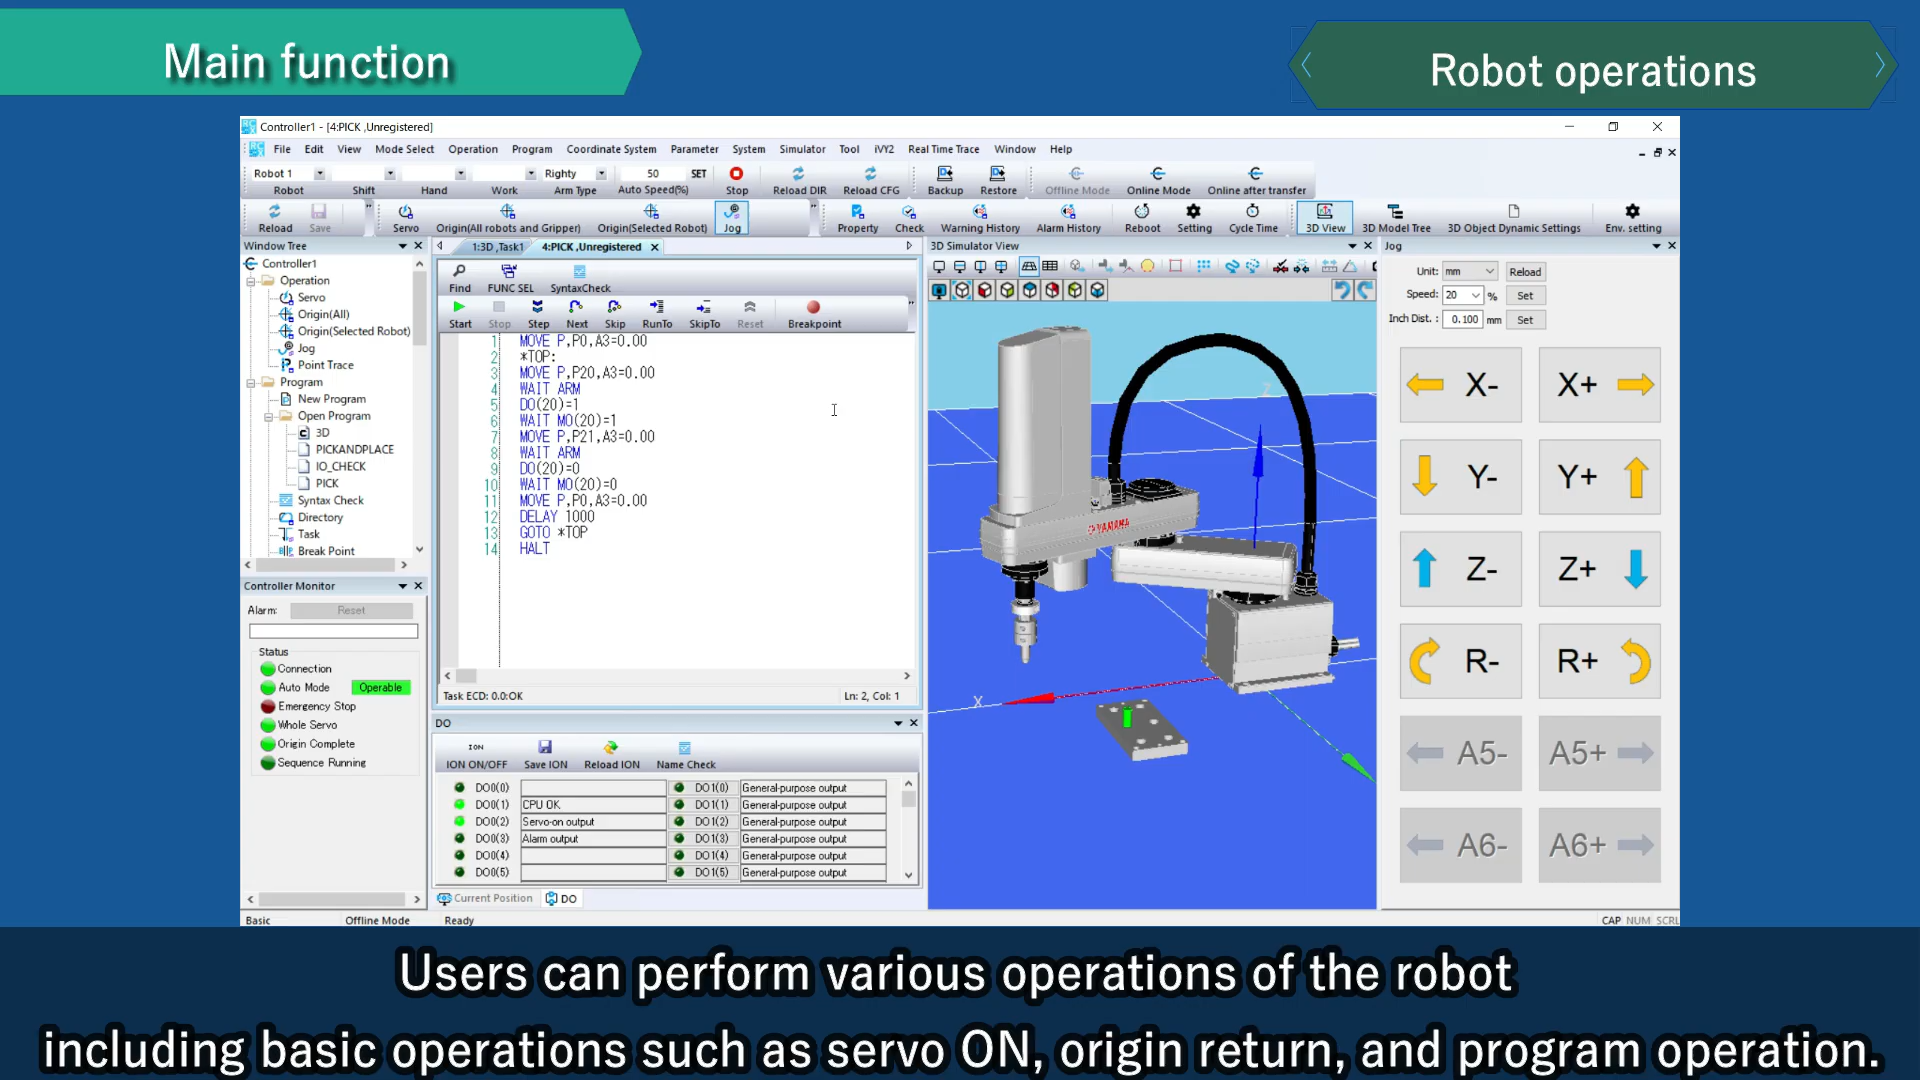 Main function
Robot operations
Controller1 - [4:PICK ,Unregistered]
File Edit View Mode Select Operation Program Coordinate System Parameter System Simulator Tool iVY2 Real Time Trace Window Help
Robot 1 Righty 50 SET
Robot Shift Hand Work Arm Type Auto Speed(%) Stop Reload DIR Reload CFG Backup Restore Offline Mode Online Mode Online after transfer
Reload Save Servo Origin(All robots and Gripper) Origin(Selected Robot) Jog Property Check Warning History Alarm History Reboot Setting Cycle Time 3D View 3D Model Tree 3D Object Dynamic Settings Env. setting
Window Tree
Controller1
Operation
Servo
Origin(All)
Origin(Selected Robot)
Jog
Point Trace
Program
New Program
Open Program
3D
PICKANDPLACE
IO_CHECK
PICK
Syntax Check
Directory
Task
Break Point
Controller Monitor
Alarm: Reset
Status
Connection
Auto Mode Operable
Emergency Stop
Whole Servo
Origin Complete
Sequence Running
1:3D ,Task1 4:PICK ,Unregistered
Find FUNC SEL SyntaxCheck
Start Stop Step Next Skip RunTo SkipTo Reset Breakpoint
1 MOVE P,P0,A3=0.00
2 *TOP:
3 MOVE P,P20,A3=0.00
4 WAIT ARM
5 DO(20)=1
6 WAIT MO(20)=1
7 MOVE P,P21,A3=0.00
8 WAIT ARM
9 DO(20)=0
10 WAIT MO(20)=0
11 MOVE P,P0,A3=0.00
12 DELAY 1000
13 GOTO *TOP
14 HALT
Task ECD: 0.0:OK Ln: 2, Col: 1
DO
ION
ION ON/OFF Save ION Reload ION Name Check
DO0(0) DO1(0) General-purpose output
DO0(1) CPU OK DO1(1) General-purpose output
DO0(2) Servo-on output DO1(2) General-purpose output
DO0(3) Alarm output DO1(3) General-purpose output
DO0(4) DO1(4) General-purpose output
DO0(5) DO1(5) General-purpose output
Current Position DO
3D Simulator View
Z
YAMAHA
X
Jog
Unit: mm Reload
Speed: 20 % Set
Inch Dist. : 0.100 mm Set
X- X+
Y- Y+
Z- Z+
R- R+
A5- A5+
A6- A6+
Basic Offline Mode Ready CAP NUM SCRL
Users can perform various operations of the robot
including basic operations such as servo ON, origin return, and program operation.